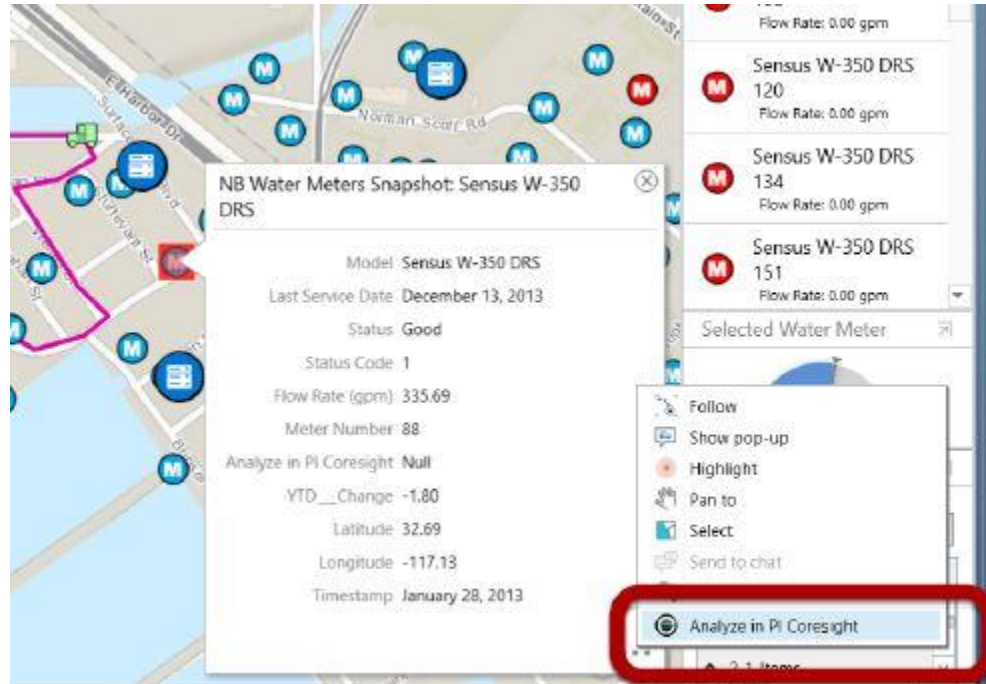 Flow Rate: 0.00 gpm
Sensus W-350 DRS
120
Flow Rate: 0.00 gpm
Sensus W-350 DRS
134
Flow Rate: 0.00 gpm
Sensus W-350 DRS
151
Flow Rate: 0.00 gpm
Selected Water Meter
E Harbor Dr
Norman Scott Rd
Sturtevant St
M
NB Water Meters Snapshot: Sensus W-350
DRS
Model Sensus W-350 DRS
Last Service Date December 13, 2013
Status Good
Status Code 1
Flow Rate (gpm) 335.69
Meter Number 88
Analyze in PI Coresight Null
YTD__Change -1.80
Latitude 32.69
Longitude -117.13
Timestamp January 28, 2013
Follow
Show pop-up
Highlight
Pan to
Select
Send to chat
Analyze in PI Coresight